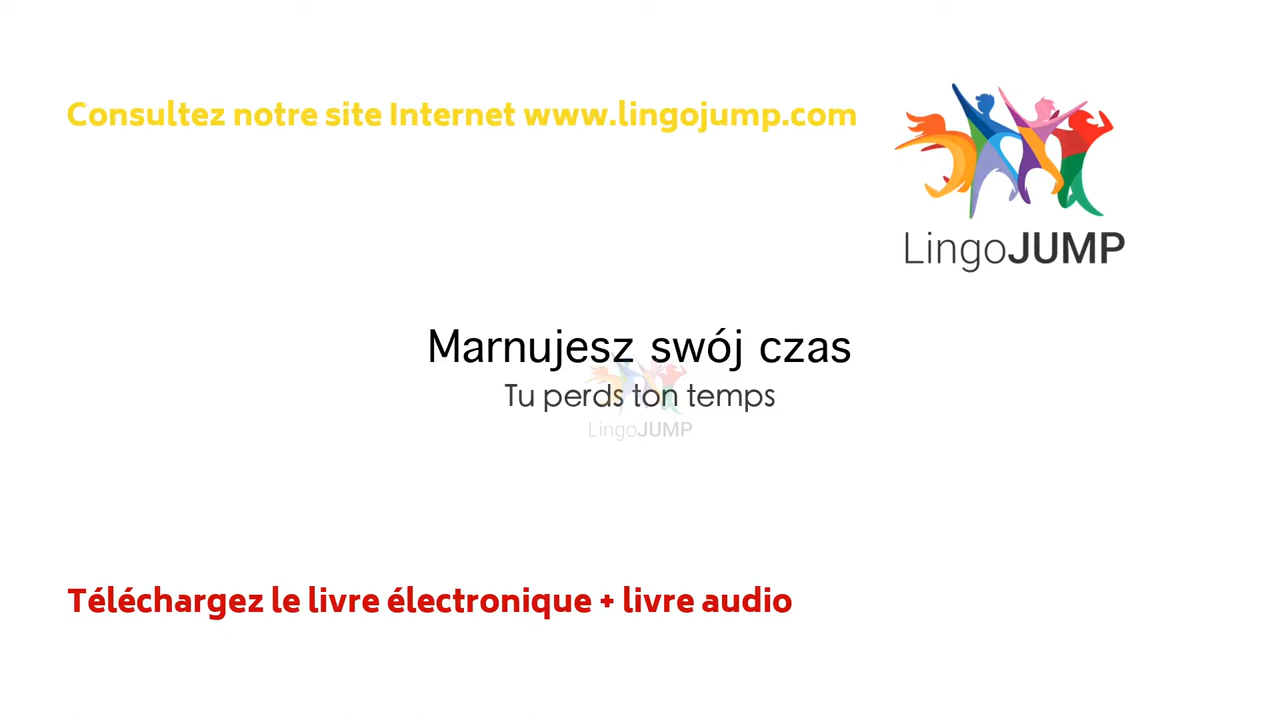 Consultez notre site Internet www.lingojump.com
LingoJUMP
Marnujesz swój czas
Tu perds ton temps
LingoJUMP
Téléchargez le livre électronique + livre audio